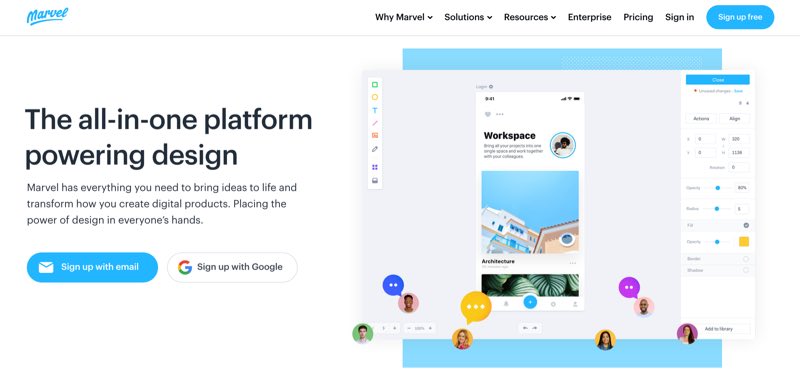 Marvel
Why Marvel
Solutions
Resources
Enterprise
Pricing
Sign in
Sign up free
The all-in-one platform
powering design
Marvel has everything you need to bring ideas to life and
transform how you create digital products. Placing the
power of design in everyone's hands.
Sign up with email
Sign up with Google
Login
9:41
Workspace
Bring all your projects into one
single space and work together
with your colleagues.
Architecture
100%
Close
Unsaved changes - Save
Actions
Align
X 0 W 320
Y 0 H 1138
Rotation 0
Opacity 80%
Radius 5
Fill
Opacity
Border
Shadow
Add to library